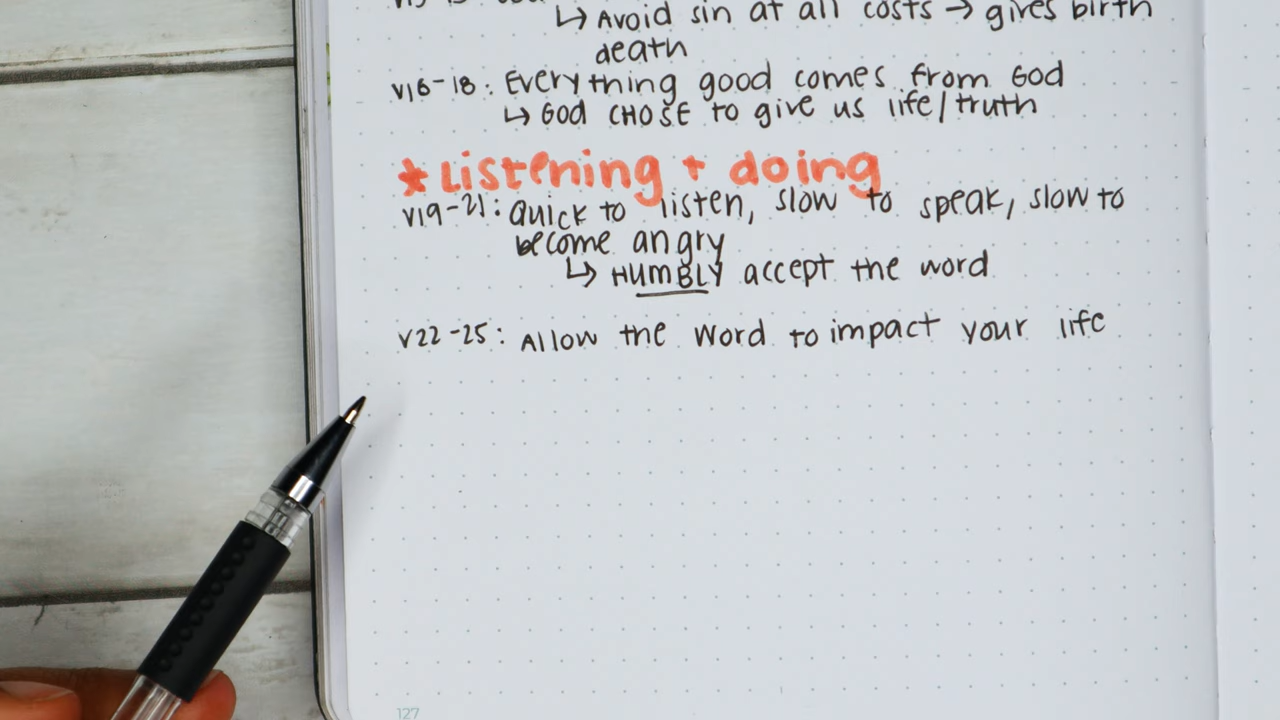 ↳ Avoid sin at all costs → gives birth
death
v16-18: Everything good comes from God
↳ God CHOSE to give us life/truth
* Listening + doing
v19-21: Quick to listen, slow to speak, slow to
become angry
↳ HUMBLY accept the word
v22-25: Allow the Word to impact your life
127